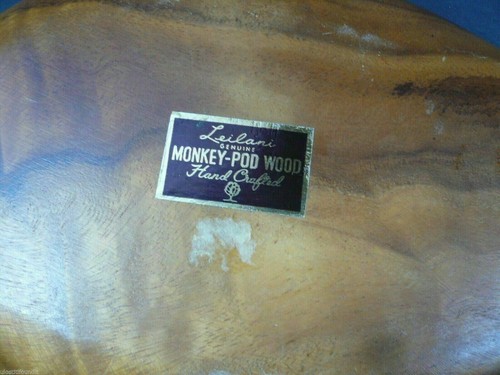 Leilani
GENUINE
MONKEY-POD WOOD
Hand Crafted